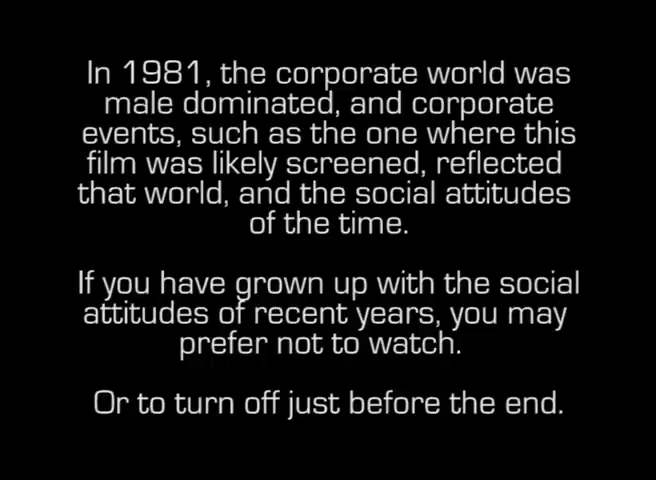 In 1981, the corporate world was
male dominated, and corporate
events, such as the one where this
film was likely screened, reflected
that world, and the social attitudes
of the time.
If you have grown up with the social
attitudes of recent years, you may
prefer not to watch.
Or to turn off just before the end.